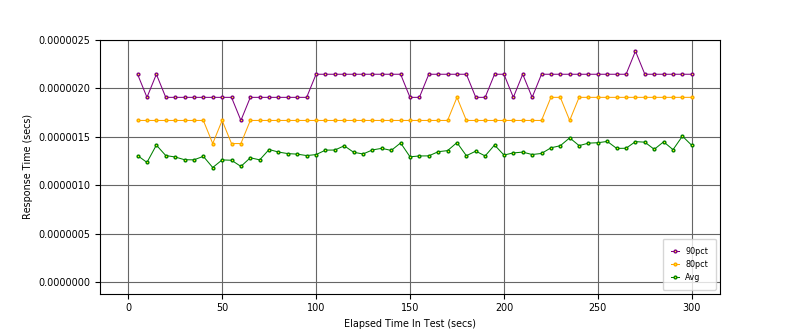 0.0000025
0.0000020
0.0000015
0.0000010
0.0000005
0.0000000
Response Time (secs)
0 50 100 150 200 250 300
Elapsed Time In Test (secs)
90pct
80pct
Avg